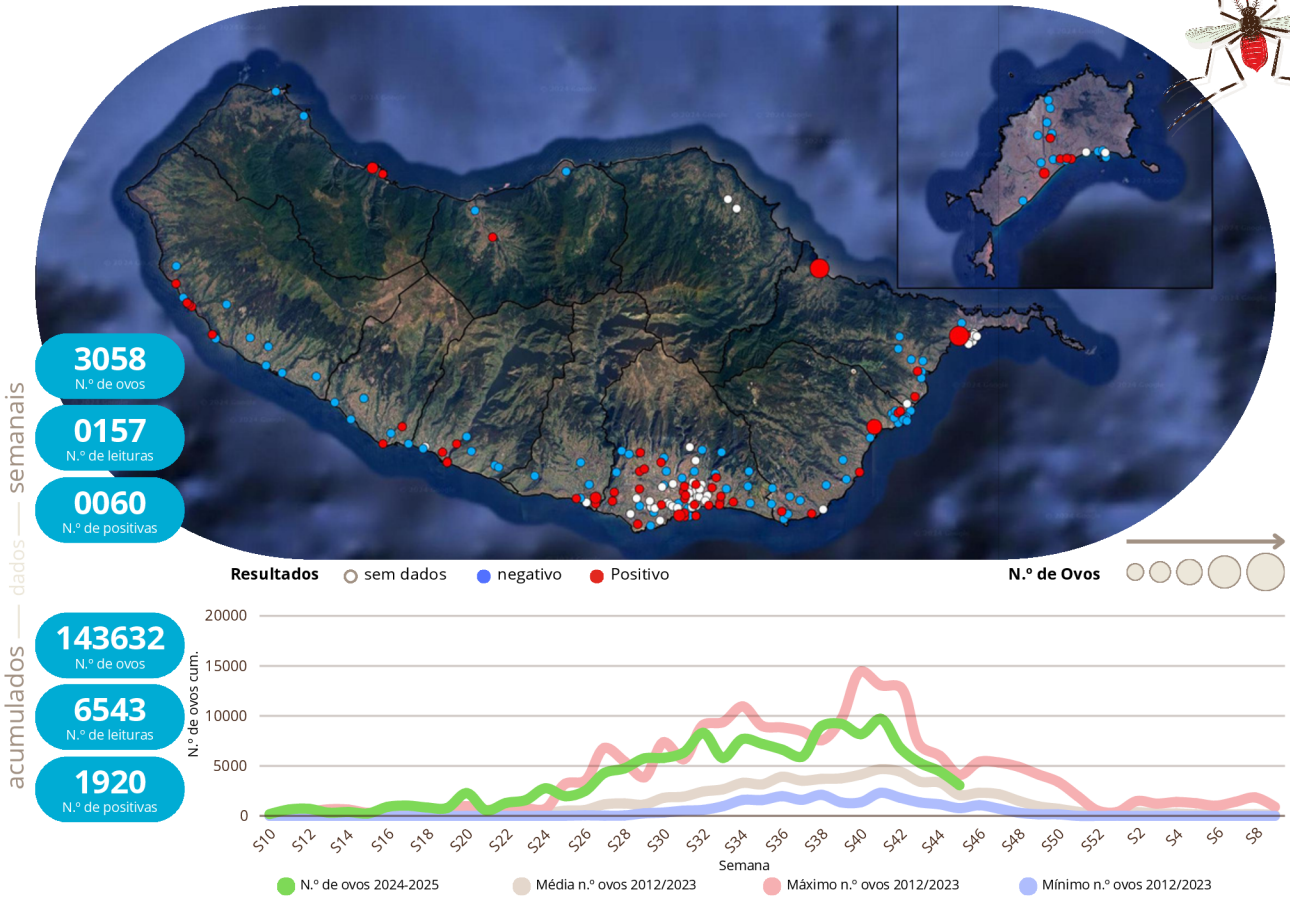 semanais
3058
N.º de ovos
0157
N.º de leituras
0060
N.º de positivas
dados
Resultados
sem dados
negativo
Positivo
N.º de Ovos
acumulados
143632
N.º de ovos
6543
N.º de leituras
1920
N.º de positivas
N.º de ovos cum.
20000
15000
10000
5000
0
S10
S12
S14
S16
S18
S20
S22
S24
S26
S28
S30
S32
S34
S36
S38
S40
S42
S44
S46
S48
S50
S52
S2
S4
S6
S8
Semana
N.º de ovos 2024-2025
Média n.º ovos 2012/2023
Máximo n.º ovos 2012/2023
Mínimo n.º ovos 2012/2023